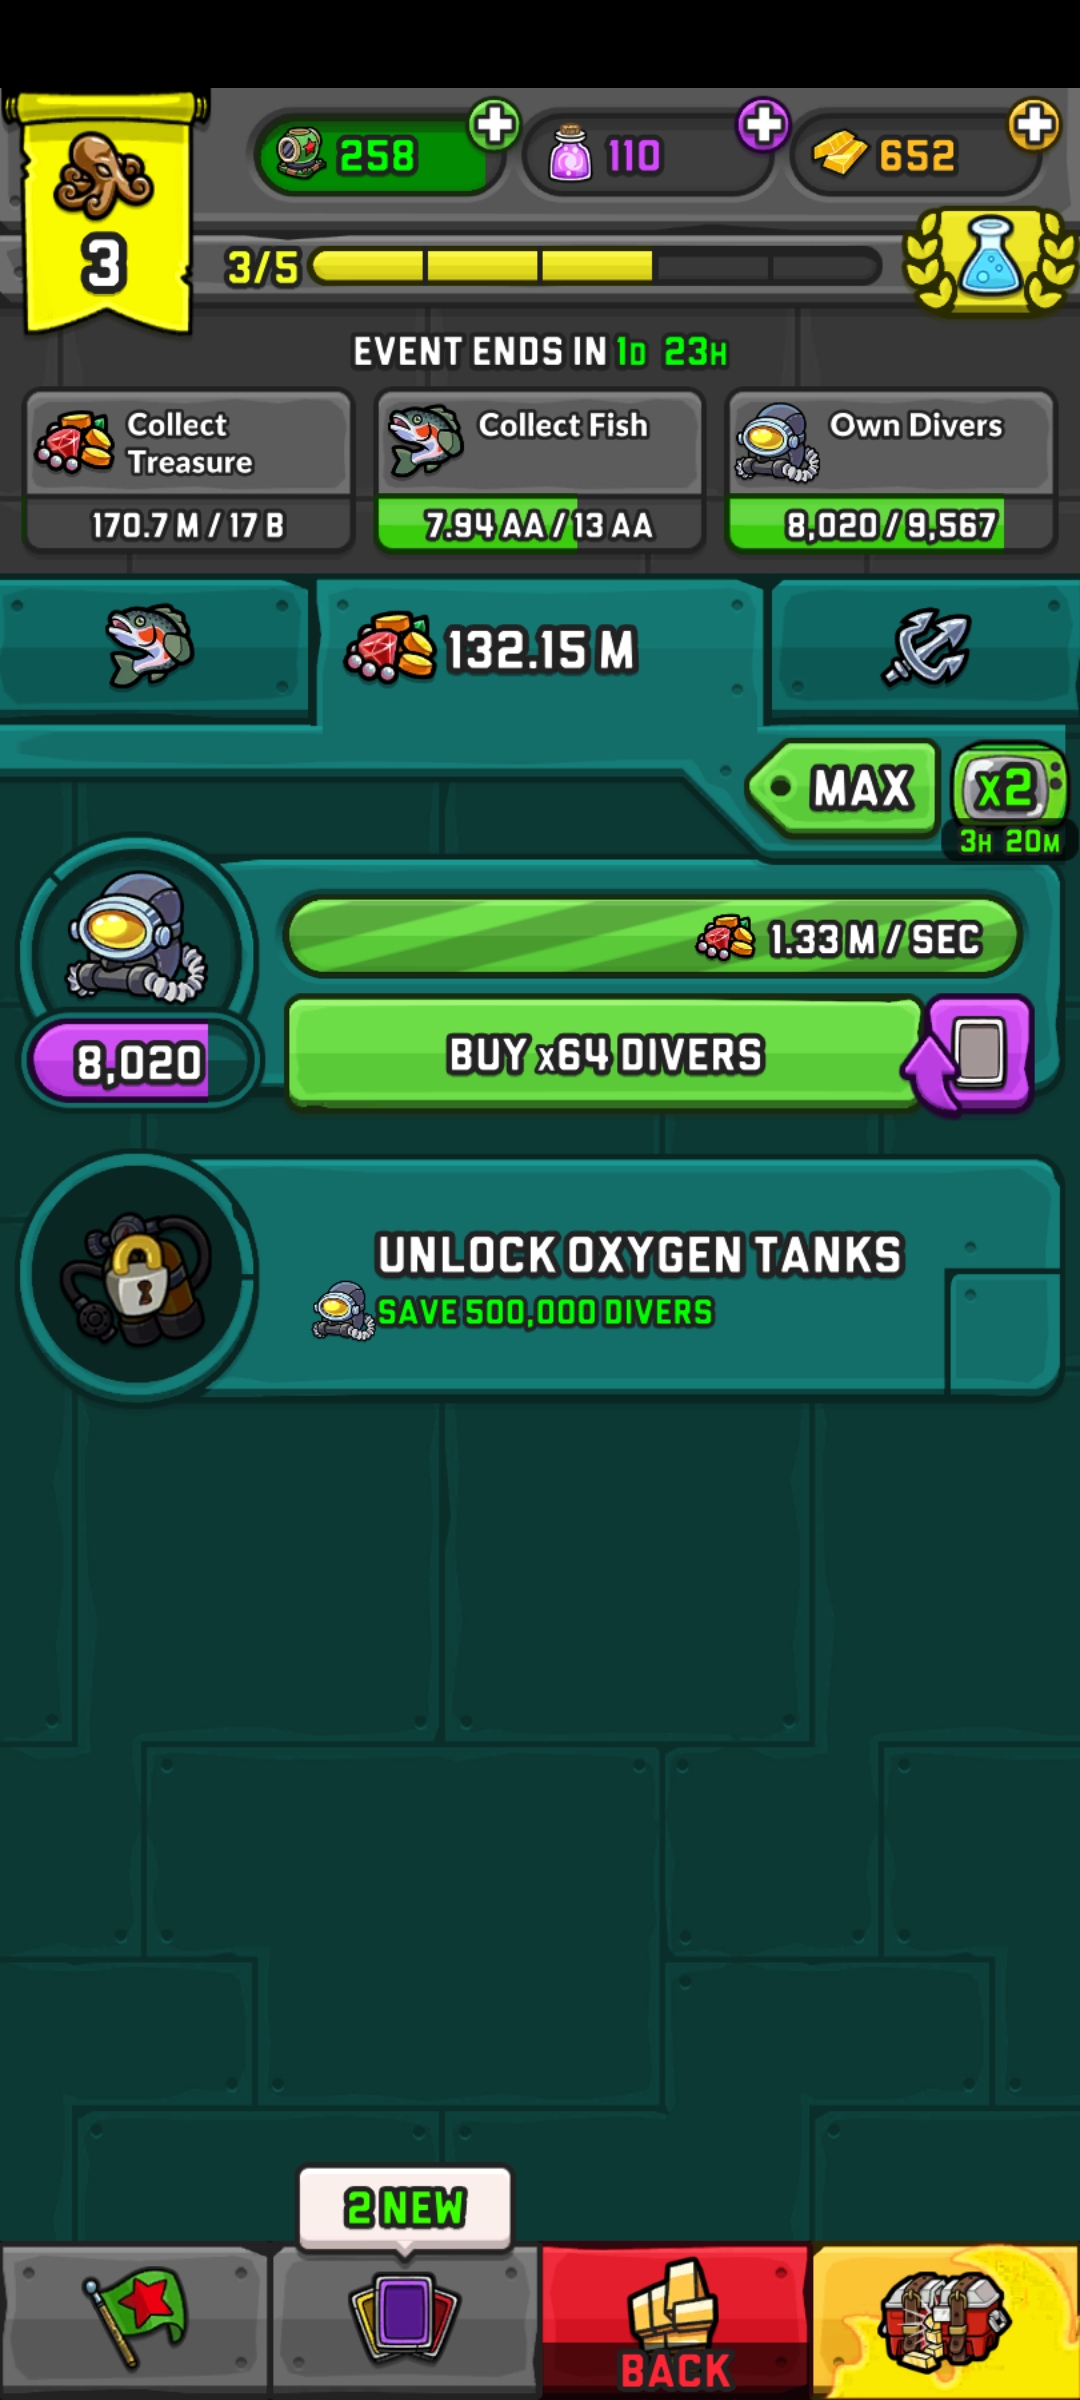 258
110
652
3
3/5
EVENT ENDS IN 1D 23H
Collect
Treasure
170.7 M / 17 B
Collect Fish
7.94 AA / 13 AA
Own Divers
8,020 / 9,567
132.15 M
MAX
x2
3H 20M
1.33 M / SEC
8,020
BUY x64 DIVERS
UNLOCK OXYGEN TANKS
SAVE 500,000 DIVERS
2 NEW
BACK